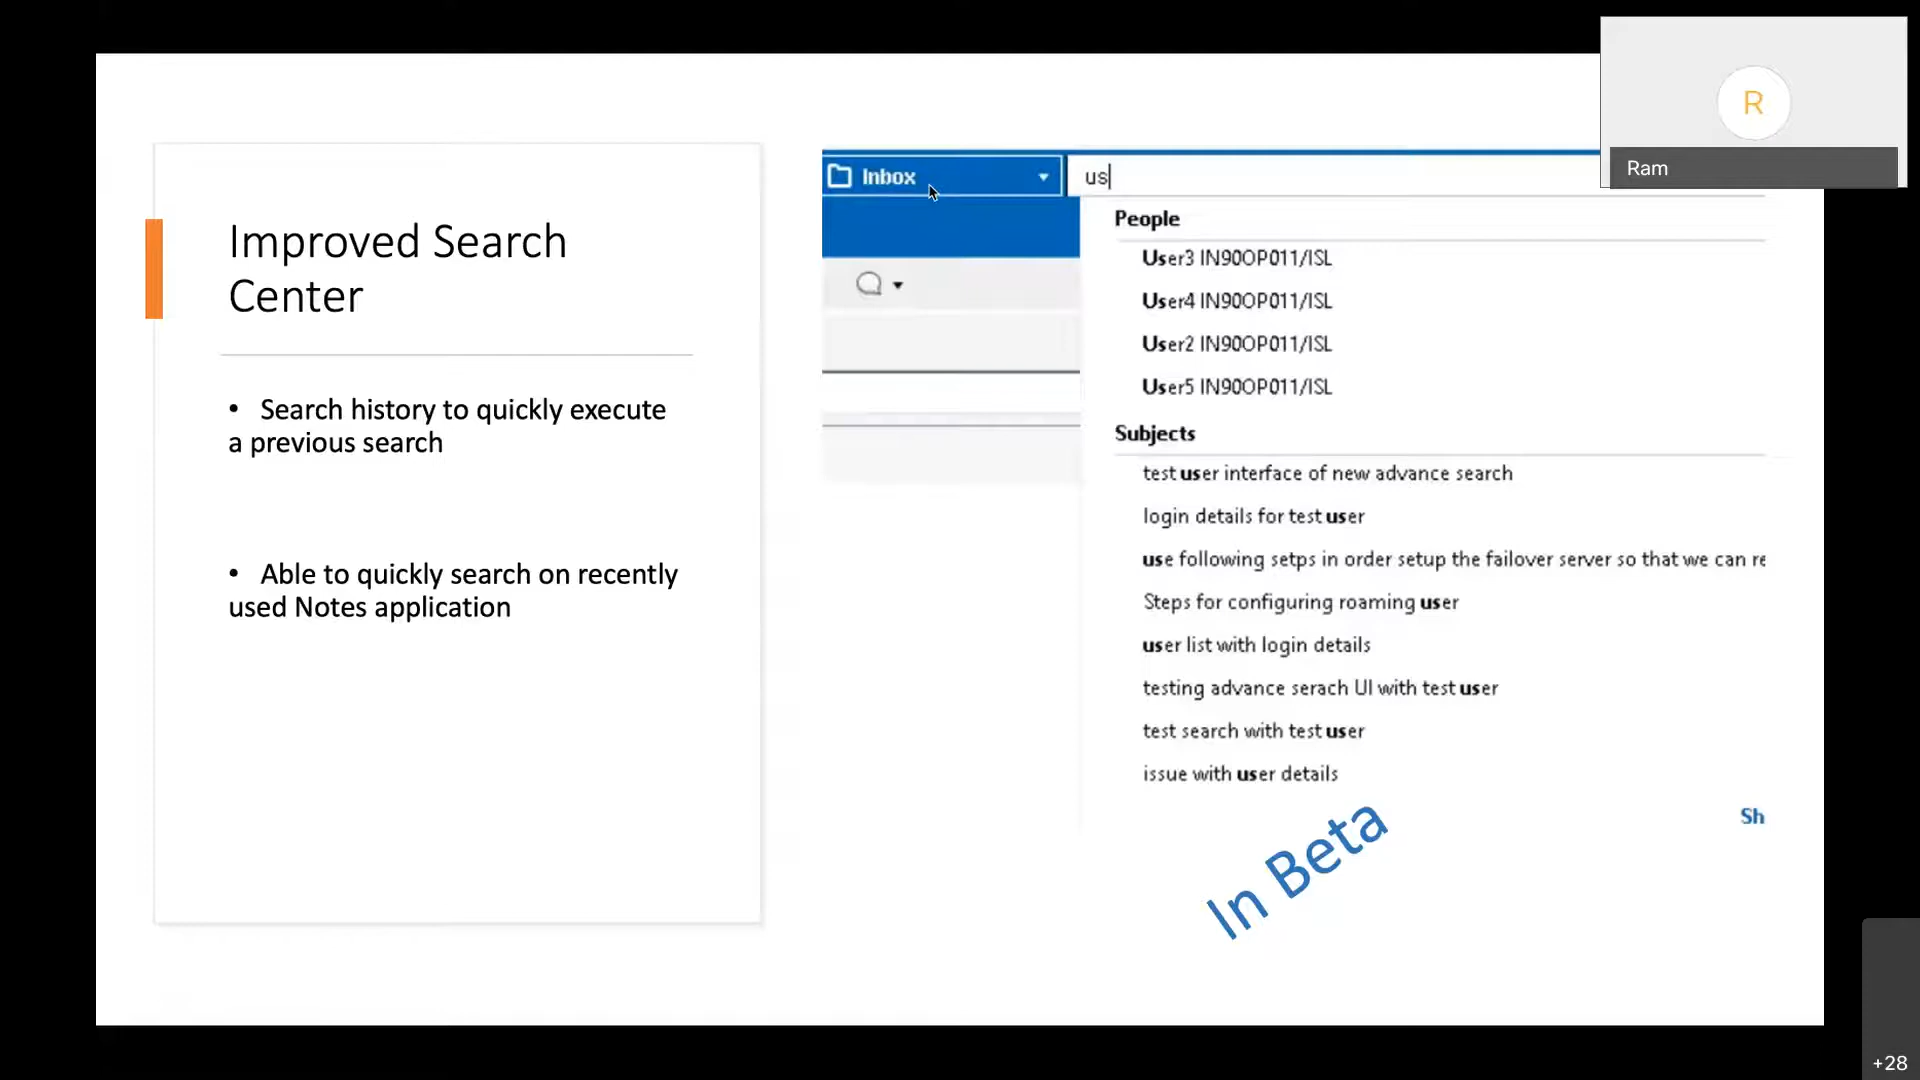 R
Ram
Improved Search
Center
• Search history to quickly execute
a previous search
• Able to quickly search on recently
used Notes application
Inbox
us
People
User3 IN90OP011/ISL
User4 IN90OP011/ISL
User2 IN90OP011/ISL
User5 IN90OP011/ISL
Subjects
test user interface of new advance search
login details for test user
use following setps in order setup the failover server so that we can re
Steps for configuring roaming user
user list with login details
testing advance serach UI with test user
test search with test user
issue with user details
Sh
In Beta
+28